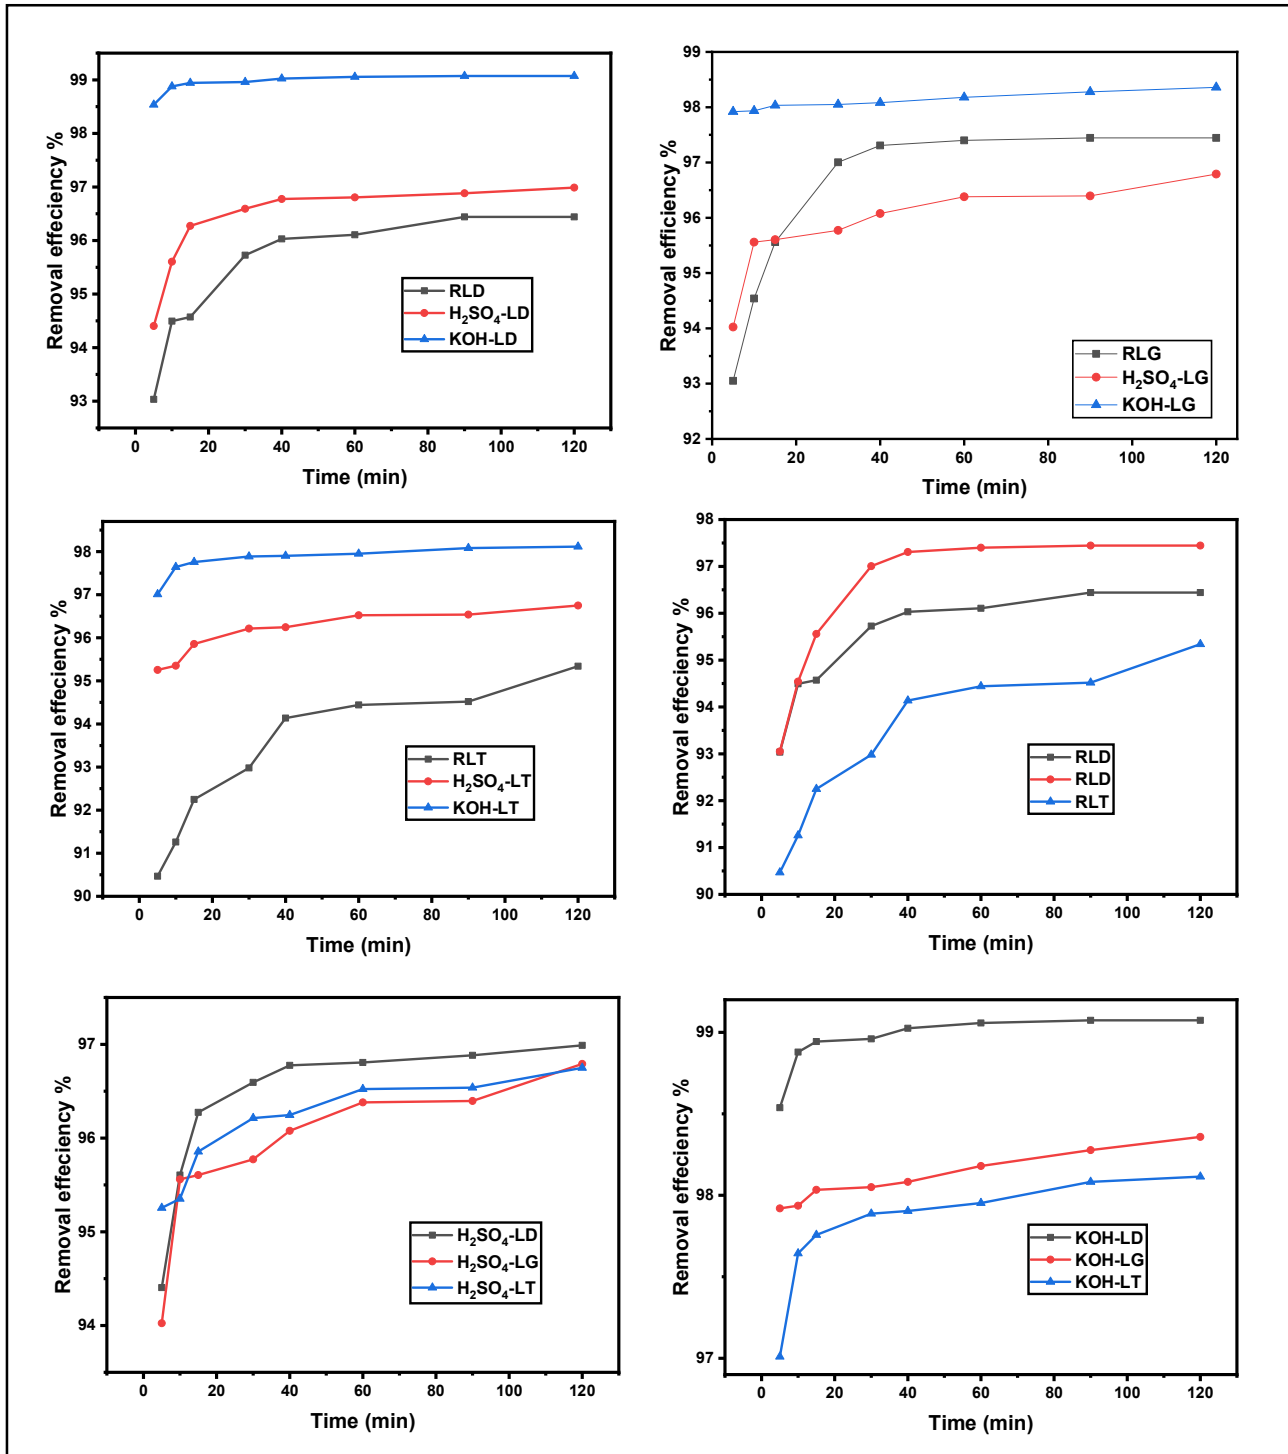 99
98
97
96
95
94
93
0 20 40 60 80 100 120
Removal effeciency %
Time (min)
RLD
H₂SO₄-LD
KOH-LD
99
98
97
96
95
94
93
92
0 20 40 60 80 100 120
Removal efficiency %
Time (min)
RLG
H₂SO₄-LG
KOH-LG
98
97
96
95
94
93
92
91
90
0 20 40 60 80 100 120
Removal effeciency %
Time (min)
RLT
H₂SO₄-LT
KOH-LT
98
97
96
95
94
93
92
91
90
0 20 40 60 80 100 120
Removal effeciency %
Time (min)
RLD
RLD
RLT
97
96
95
94
0 20 40 60 80 100 120
Removal effeciency %
Time (min)
H₂SO₄-LD
H₂SO₄-LG
H₂SO₄-LT
99
98
97
0 20 40 60 80 100 120
Removal effeciency %
Time (min)
KOH-LD
KOH-LG
KOH-LT